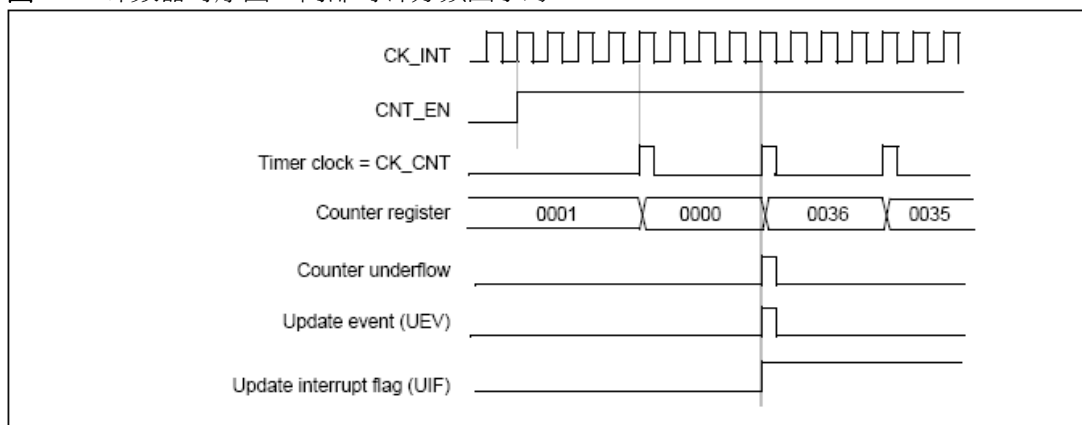 CK_INT
CNT_EN
Timer clock = CK_CNT
Counter register 0001 0000 0036 0035
Counter underflow
Update event (UEV)
Update interrupt flag (UIF)